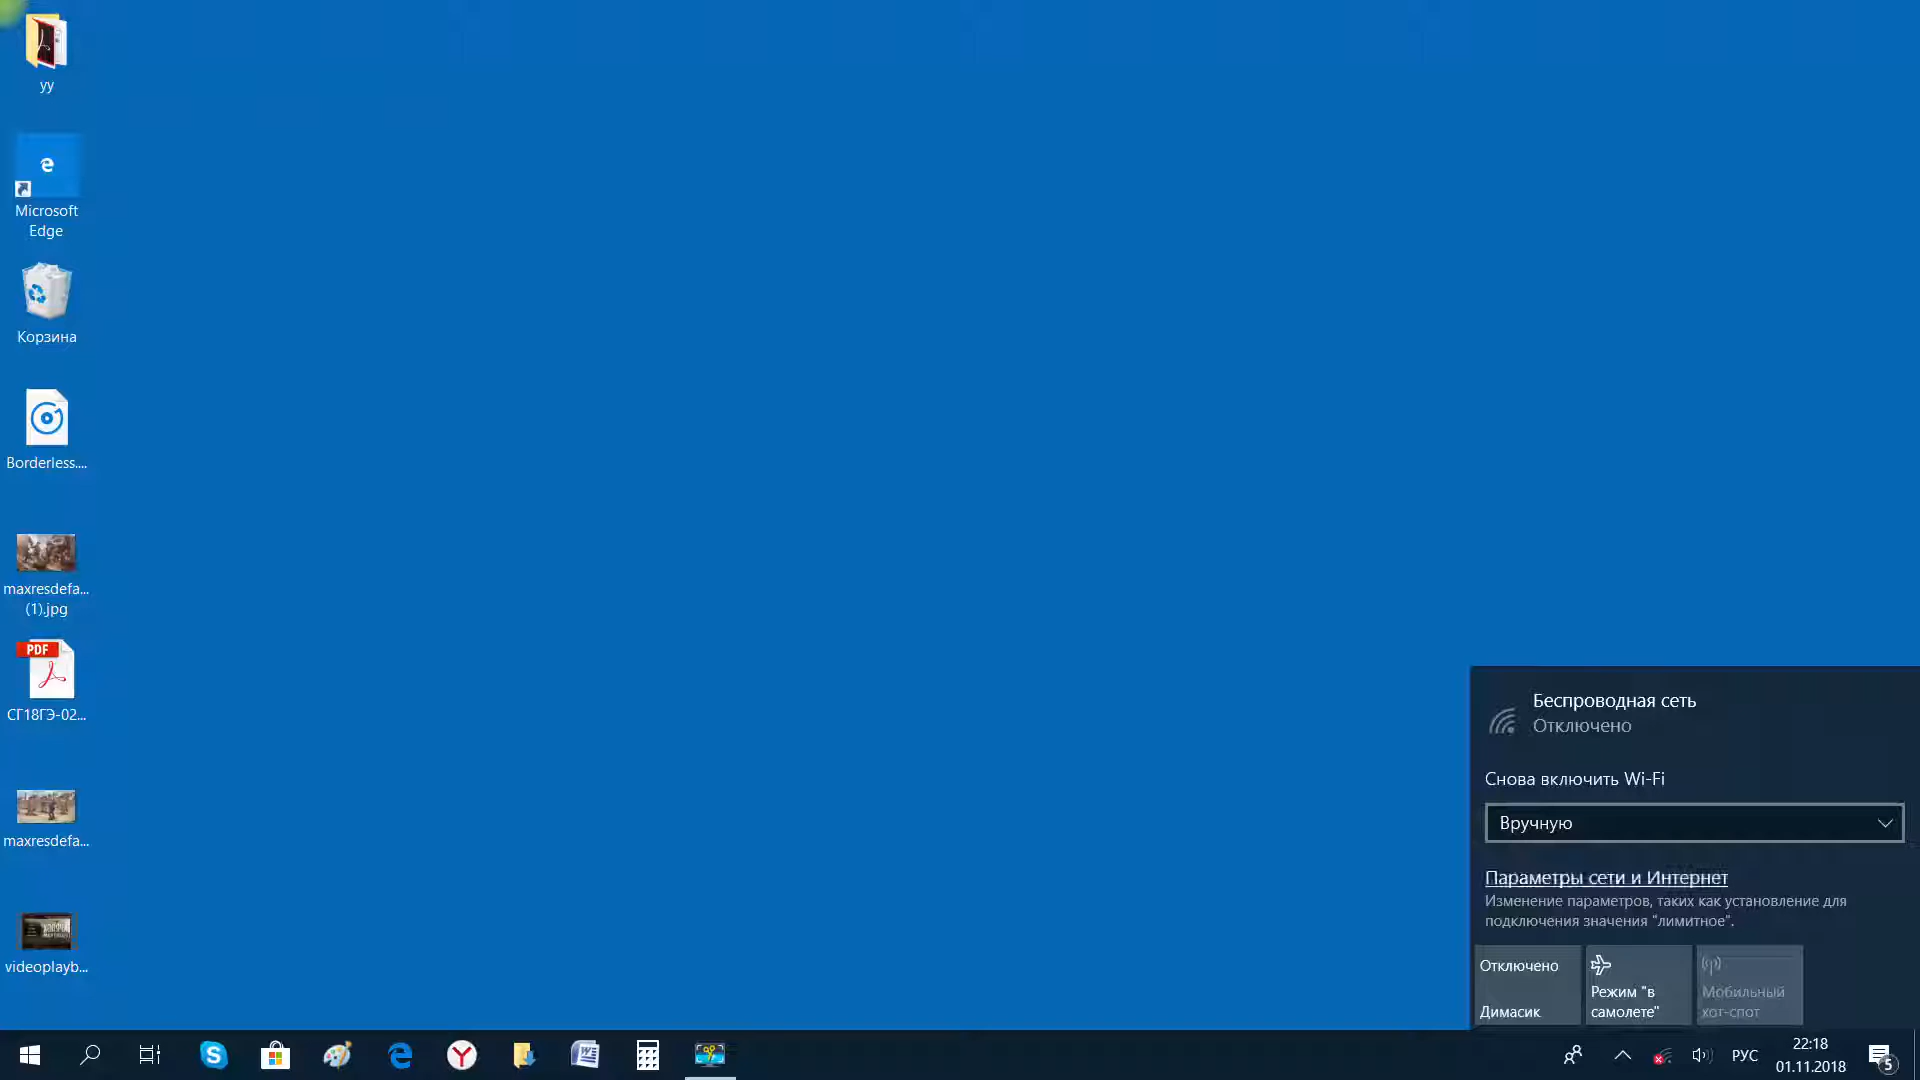 yy
Microsoft
Edge
Корзина
Borderless....
maxresdefa...
(1).jpg
PDF
СГ18ГЭ-02...
maxresdefa...
videoplayb...
Беспроводная сеть
Отключено
Снова включить Wi-Fi
Вручную
Параметры сети и Интернет
Изменение параметров, таких как установление для
подключения значения "лимитное".
Отключено
Димасик
Режим "в
самолете"
Мобильный
хот-спот
РУС
22:18
01.11.2018
5